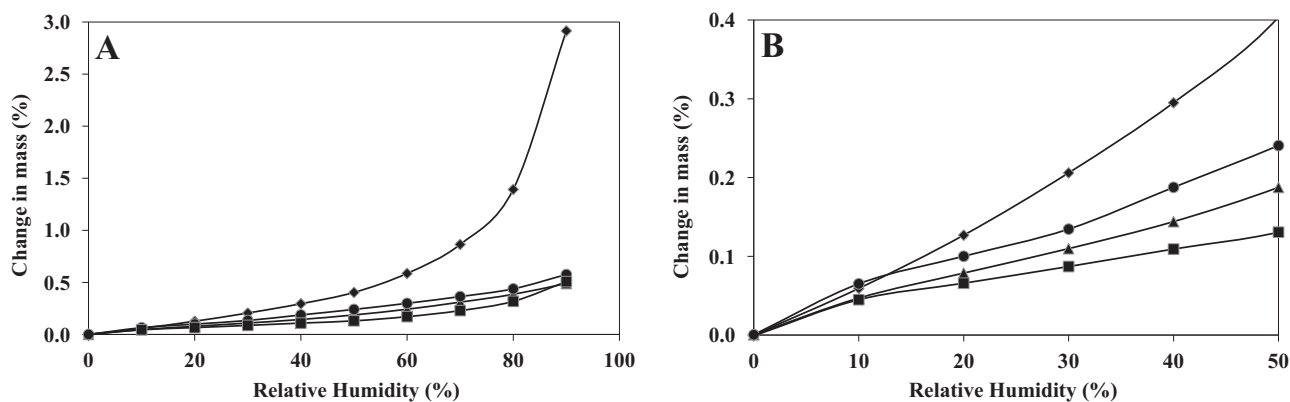 A
Change in mass (%)
3.0
2.5
2.0
1.5
1.0
0.5
0.0
0 20 40 60 80 100
Relative Humidity (%)
B
Change in mass (%)
0.4
0.3
0.2
0.1
0.0
0 10 20 30 40 50
Relative Humidity (%)